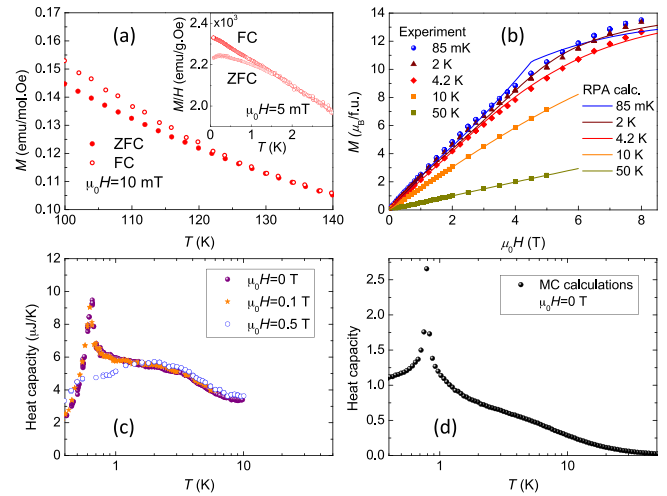 (a)
×10³
M/H (emu/g.Oe)
2.3
2.2
2.1
2.0
FC
ZFC
μ₀H=5 mT
0 1 2
T (K)
M (emu/mol.Oe)
0.17
0.16
0.15
0.14
0.13
0.12
0.11
0.10
ZFC
FC
μ₀H=10 mT
100 110 120 130 140
T (K)
(b)
M (μB/f.u.)
14
12
10
8
6
4
2
0
Experiment
85 mK
2 K
4.2 K
10 K
50 K
RPA calc.
85 mK
2 K
4.2 K
10 K
50 K
0 2 4 6 8
μ₀H (T)
(c)
Heat capacity (μJ/K)
12
10
8
6
4
2
0
μ₀H=0 T
μ₀H=0.1 T
μ₀H=0.5 T
1 10
T (K)
(d)
Heat capacity
2.5
2.0
1.5
1.0
0.5
0.0
MC calculations
μ₀H=0 T
1 10
T (K)